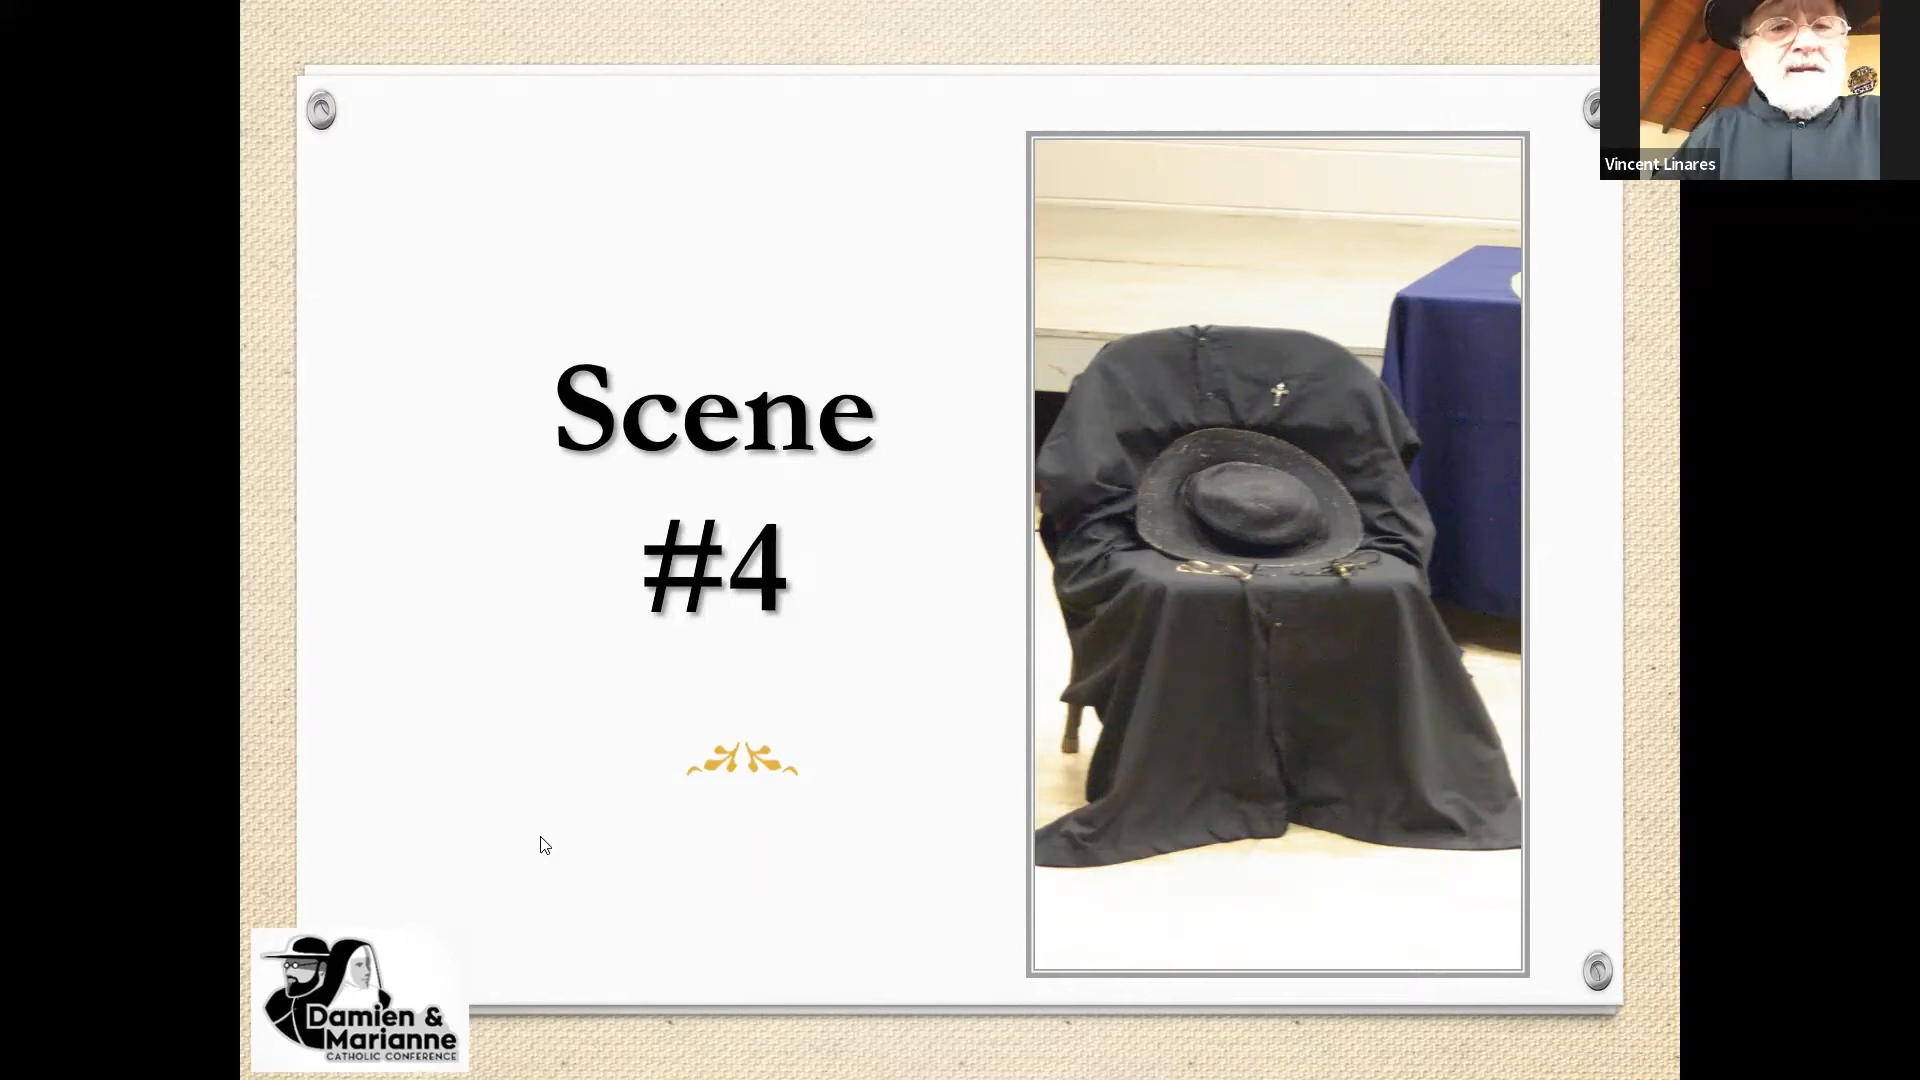 Vincent Linares
Scene
#4
Damien &
Marianne
CATHOLIC CONFERENCE